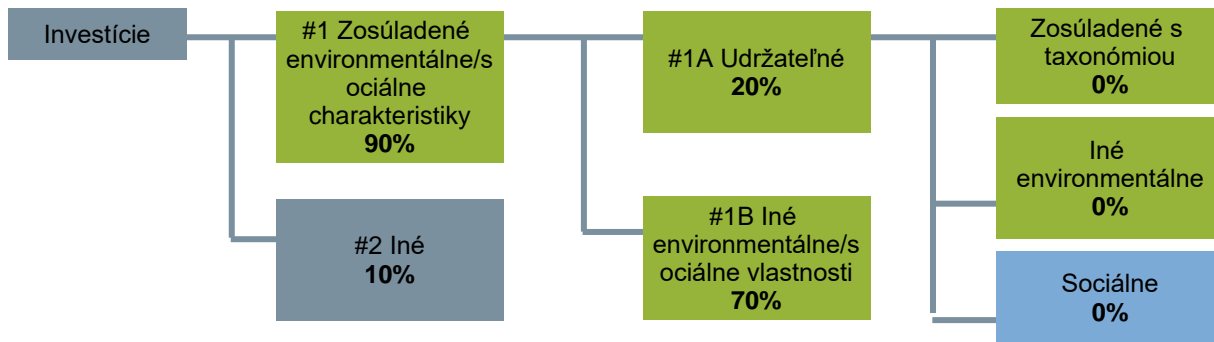 Investície
#1 Zosúladené
environmentálne/s
ociálne
charakteristiky
90%
#2 Iné
10%
#1A Udržateľné
20%
#1B Iné
environmentálne/s
ociálne vlastnosti
70%
Zosúladené s
taxonómiou
0%
Iné
environmentálne
0%
Sociálne
0%